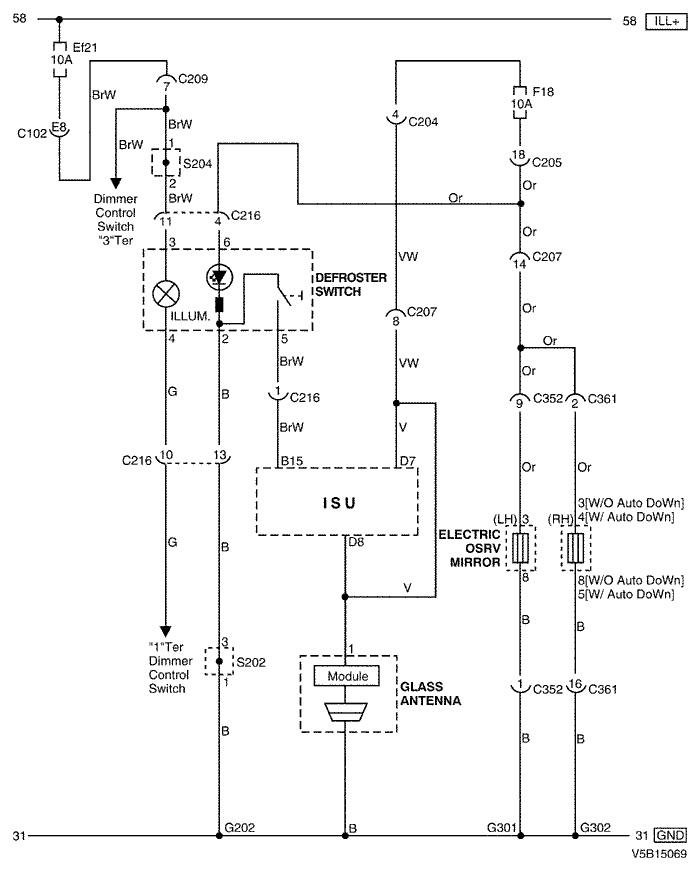 58
58 ILL+
Ef21
10A
C209
7
BrW
C102 E8
BrW
BrW
1
S204
2
BrW
Dimmer
Control
Switch
"3"Ter
11
4 C216
3
6
DEFROSTER
SWITCH
ILLUM.
4
2
5
G
B
BrW
1 C216
BrW
C216 10
13
B15
D7
I S U
D8
G
B
"1"Ter
Dimmer
Control
Switch
3
S202
1
B
G202
4
C204
VW
C207
8
VW
V
V
1
Module
GLASS
ANTENNA
B
F18
10A
18
C205
Or
Or
Or
C207
14
Or
Or
Or
C352
9
C361
2
Or
Or
3[W/O Auto DoWn]
4[W/ Auto DoWn]
(LH) 3
(RH)
ELECTRIC
OSRV
MIRROR
8
8[W/O Auto DoWn]
5[W/ Auto DoWn]
B
B
1 C352
16 C361
B
B
G301
G302
31
31 GND
V5B15069